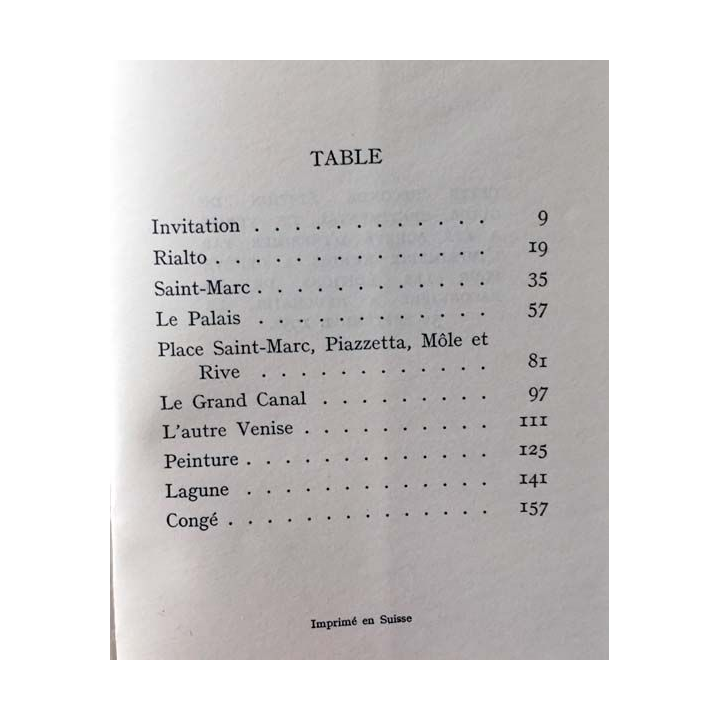 TABLE
Invitation . . . . . . . . . . . . . 9
Rialto . . . . . . . . . . . . . . 19
Saint-Marc . . . . . . . . . . . . 35
Le Palais . . . . . . . . . . . . 57
Place Saint-Marc, Piazzetta, Môle et
Rive . . . . . . . . . . . . 81
Le Grand Canal . . . . . . . . . 97
L'autre Venise . . . . . . . . . . 111
Peinture . . . . . . . . . . . . . 125
Lagune . . . . . . . . . . . . . 141
Congé . . . . . . . . . . . . . . 157
Imprimé en Suisse